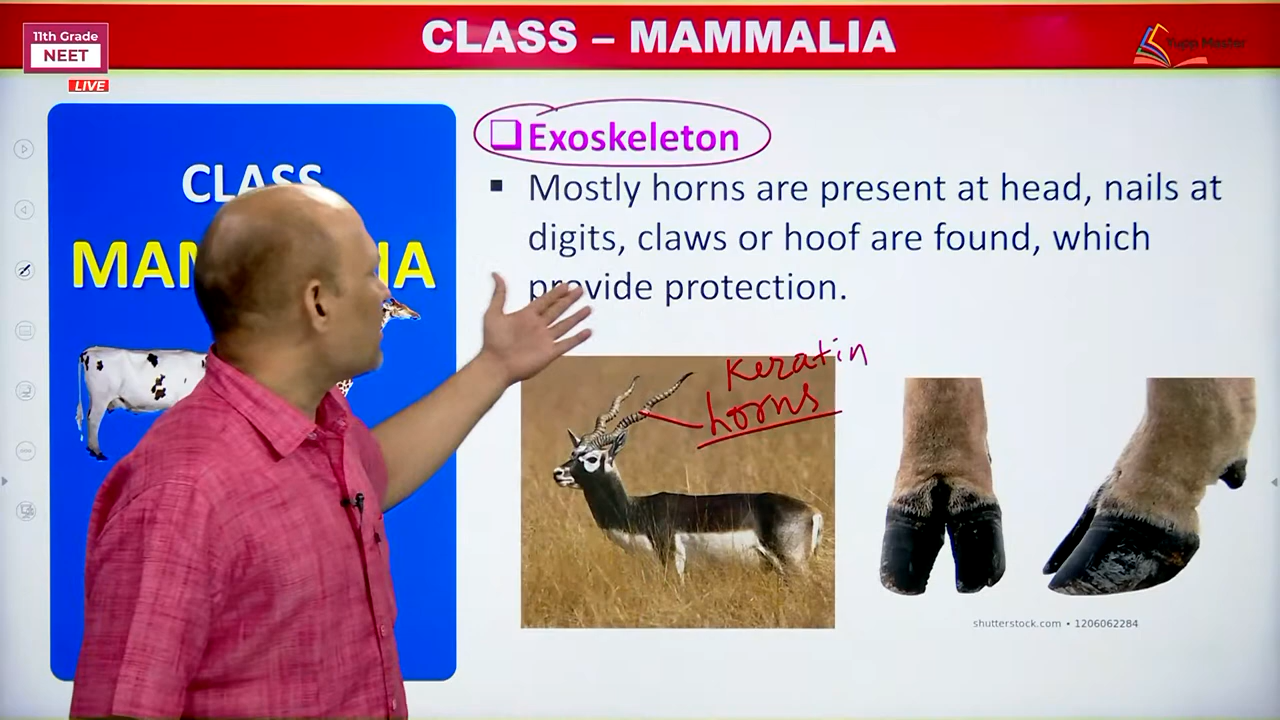 CLASS – MAMMALIA
11th Grade
NEET
LIVE
CLASS
❑Exoskeleton
▪ Mostly horns are present at head, nails at
digits, claws or hoof are found, which
provide protection.
Keratin
horns
shutterstock.com • 1206062284